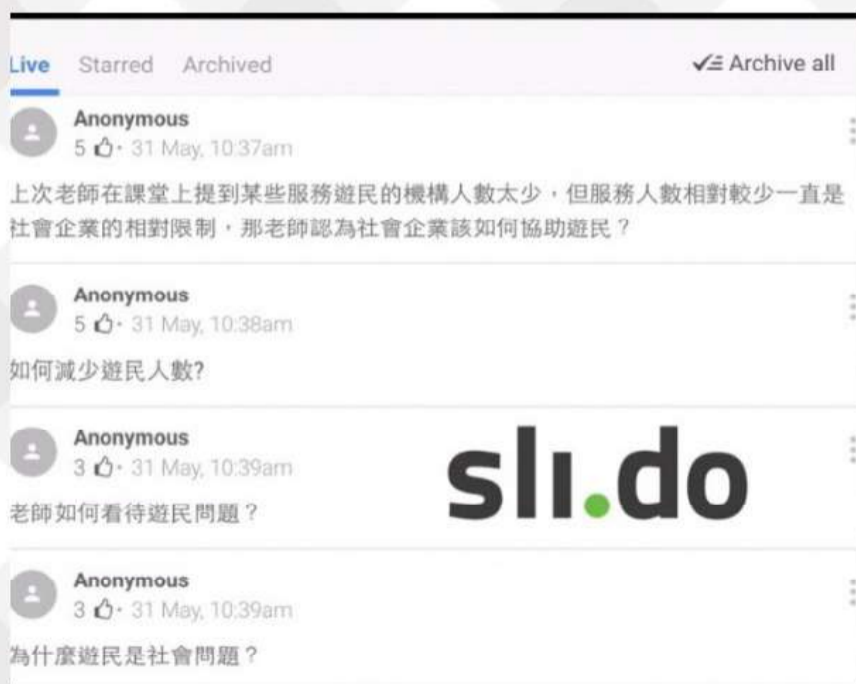 Live Starred Archived Archive all
Anonymous
5 · 31 May, 10:37am
上次老師在課堂上提到某些服務遊民的機構人數太少，但服務人數相對較少一直是
社會企業的相對限制，那老師認為社會企業該如何協助遊民？
Anonymous
5 · 31 May, 10:38am
如何減少遊民人數?
Anonymous
3 · 31 May, 10:39am
老師如何看待遊民問題？
sli.do
Anonymous
3 · 31 May, 10:39am
為什麼遊民是社會問題？